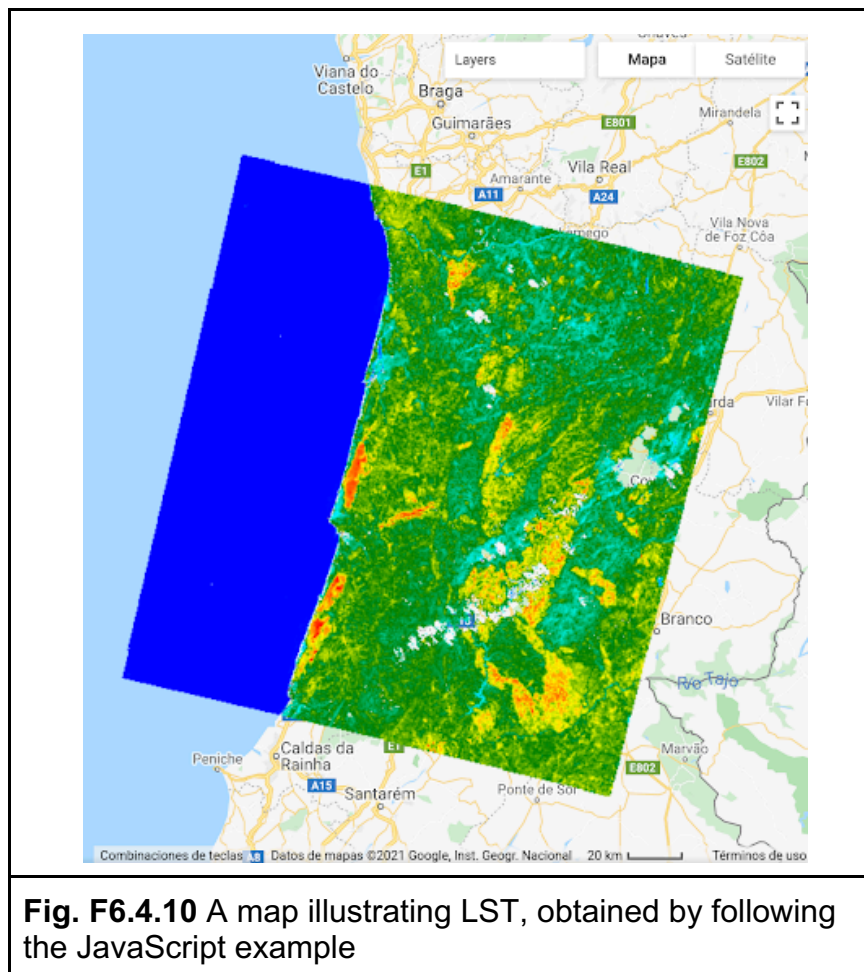 Layers
Mapa
Satélite
Viana do
Castelo
Braga
Guimarães
E801
Mirandela
E1
Vila Real
E802
Amarante
A11
A24
Vila Nova
de Foz Côa
Vilar
Branco
Río Tajo
Peniche
Caldas da
Rainha
E1
A15
Santarém
Ponte de Sor
E802
Marvão
Combinaciones de teclas
Datos de mapas ©2021 Google, Inst. Geogr. Nacional
20 km
Términos de uso
Fig. F6.4.10 A map illustrating LST, obtained by following
the JavaScript example